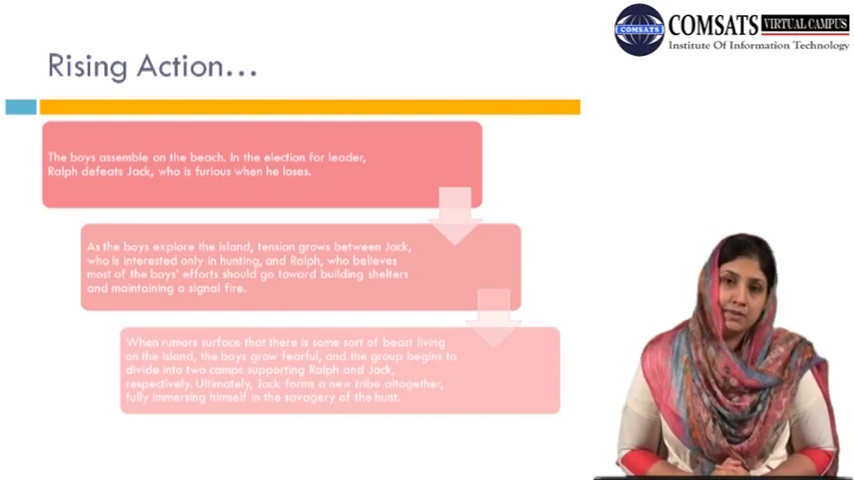 COMSATS VIRTUAL CAMPUS
COMSATS
Institute Of Information Technology
Rising Action…
The boys assemble on the beach. In the election for leader,
Ralph defeats Jack, who is furious when he loses.
As the boys explore the island, tension grows between Jack,
who is interested only in hunting, and Ralph, who believes
most of the boys' efforts should go toward building shelters
and maintaining a signal fire.
When rumors surface that there is some sort of beast living
on the island, the boys grow fearful, and the group begins to
divide into two camps supporting Ralph and Jack,
respectively. Ultimately, Jack forms a new tribe altogether,
fully immersing himself in the savagery of the hunt.